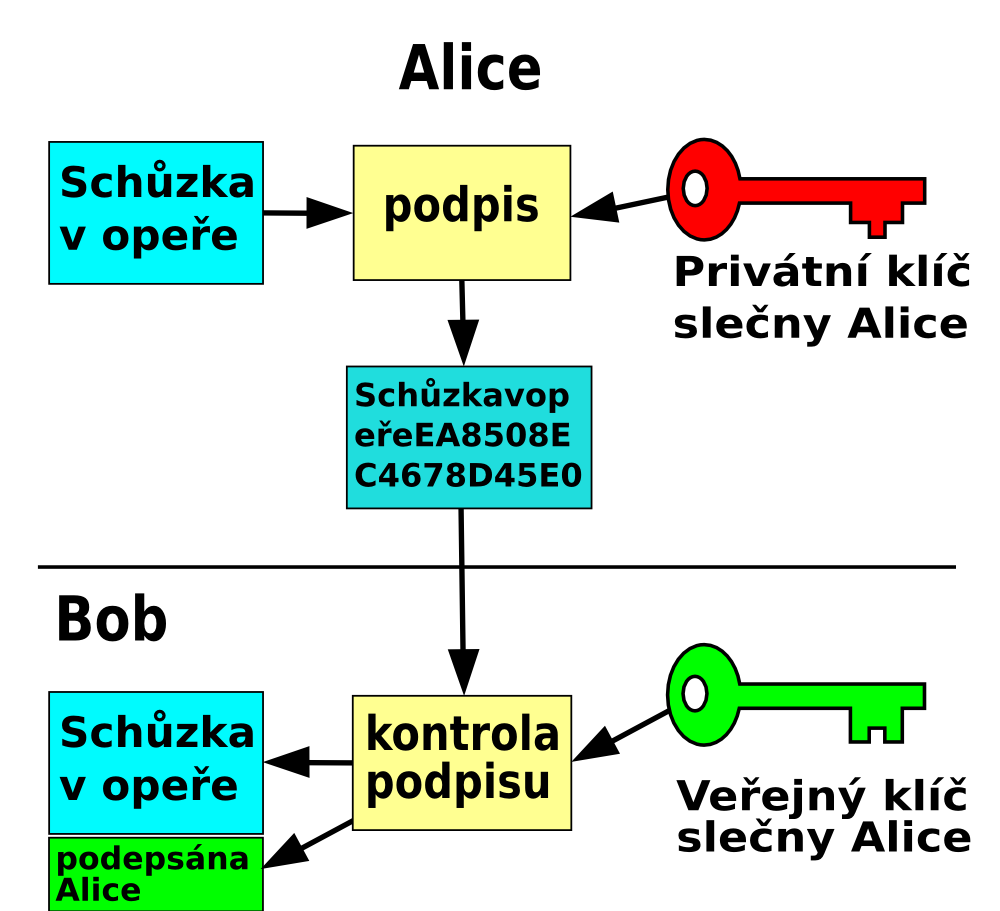 Alice
Schůzka
v opeře
podpis
Privátní klíč
slečny Alice
Schůzkavop
eřeEA8508E
C4678D45E0
Bob
Schůzka
v opeře
kontrola
podpisu
Veřejný klíč
slečny Alice
podepsána
Alice